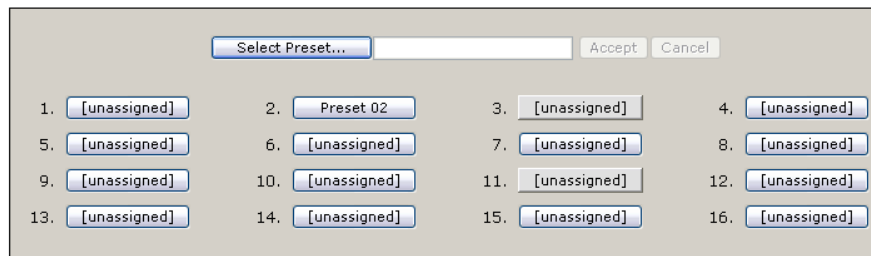 Select Preset... Accept Cancel
1. [unassigned] 2. Preset 02 3. [unassigned] 4. [unassigned]
5. [unassigned] 6. [unassigned] 7. [unassigned] 8. [unassigned]
9. [unassigned] 10. [unassigned] 11. [unassigned] 12. [unassigned]
13. [unassigned] 14. [unassigned] 15. [unassigned] 16. [unassigned]